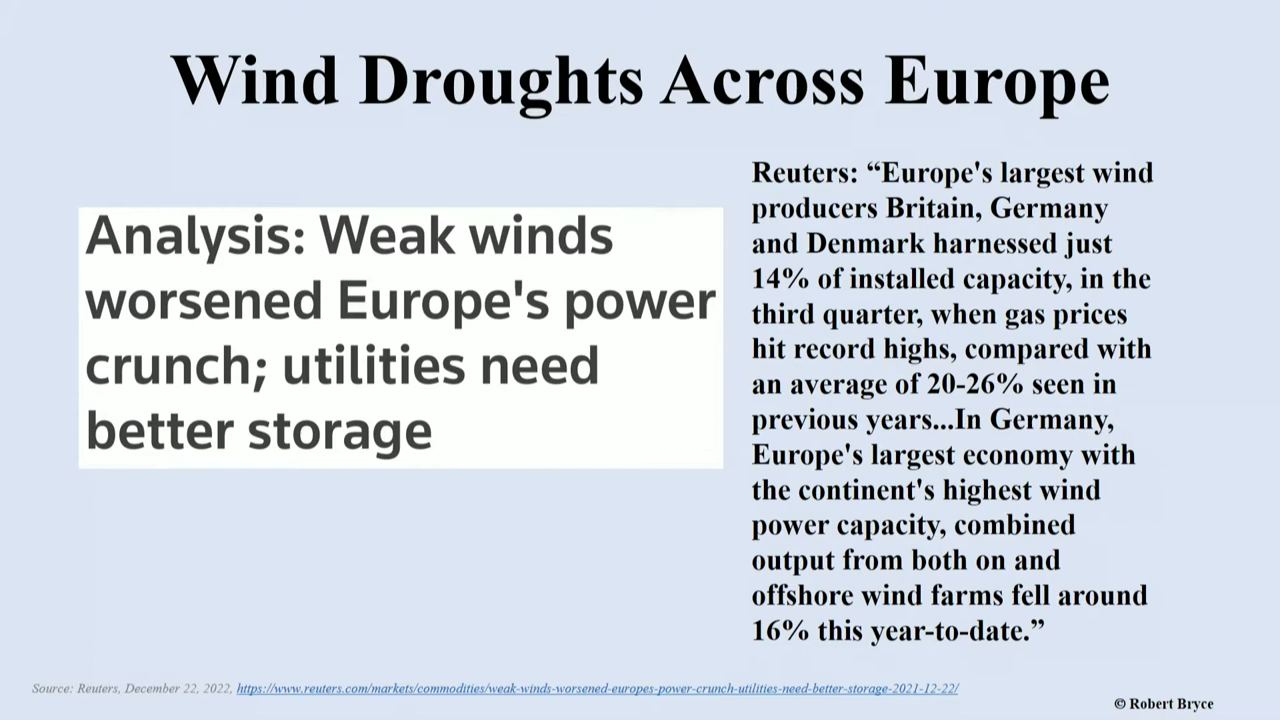 Wind Droughts Across Europe
Analysis: Weak winds
worsened Europe's power
crunch; utilities need
better storage
Reuters: “Europe's largest wind
producers Britain, Germany
and Denmark harnessed just
14% of installed capacity, in the
third quarter, when gas prices
hit record highs, compared with
an average of 20-26% seen in
previous years...In Germany,
Europe's largest economy with
the continent's highest wind
power capacity, combined
output from both on and
offshore wind farms fell around
16% this year-to-date.”
Source: Reuters, December 22, 2022, https://www.reuters.com/markets/commodities/weak-winds-worsened-europes-power-crunch-utilities-need-better-storage-2021-12-22/
© Robert Bryce